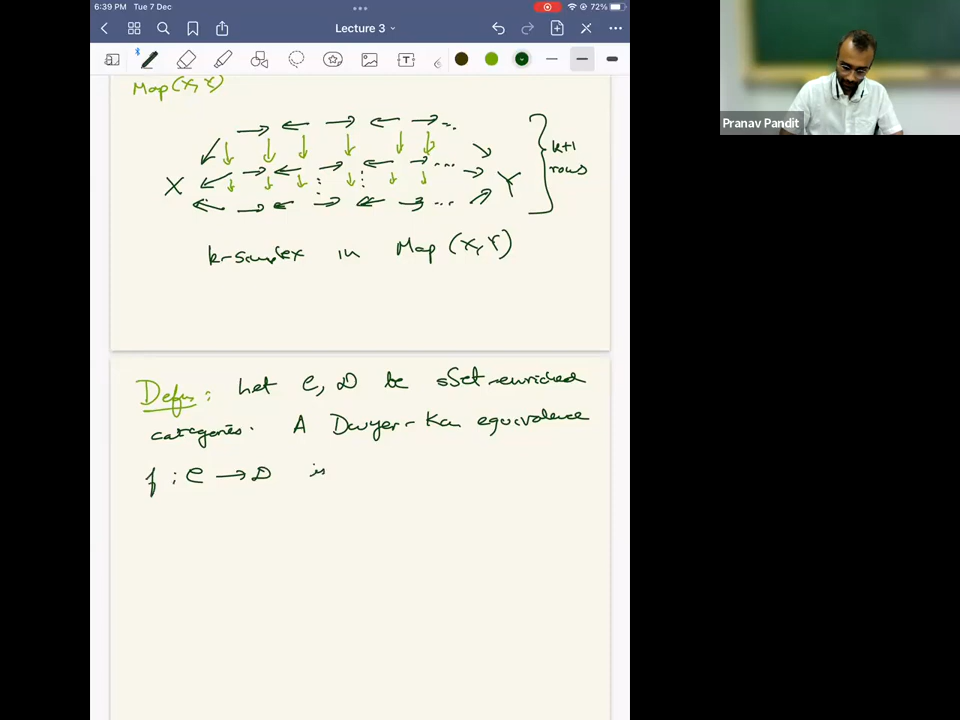 6:39 PM Tue 7 Dec
72%
Lecture 3
Map(X,Y)
X
Y
k+1
rows
k-simplex in Map (X,Y)
Defn: Let C, D be sSet-enriched
categories. A Dwyer-Kan equivalence
f : C → D is
Pranav Pandit